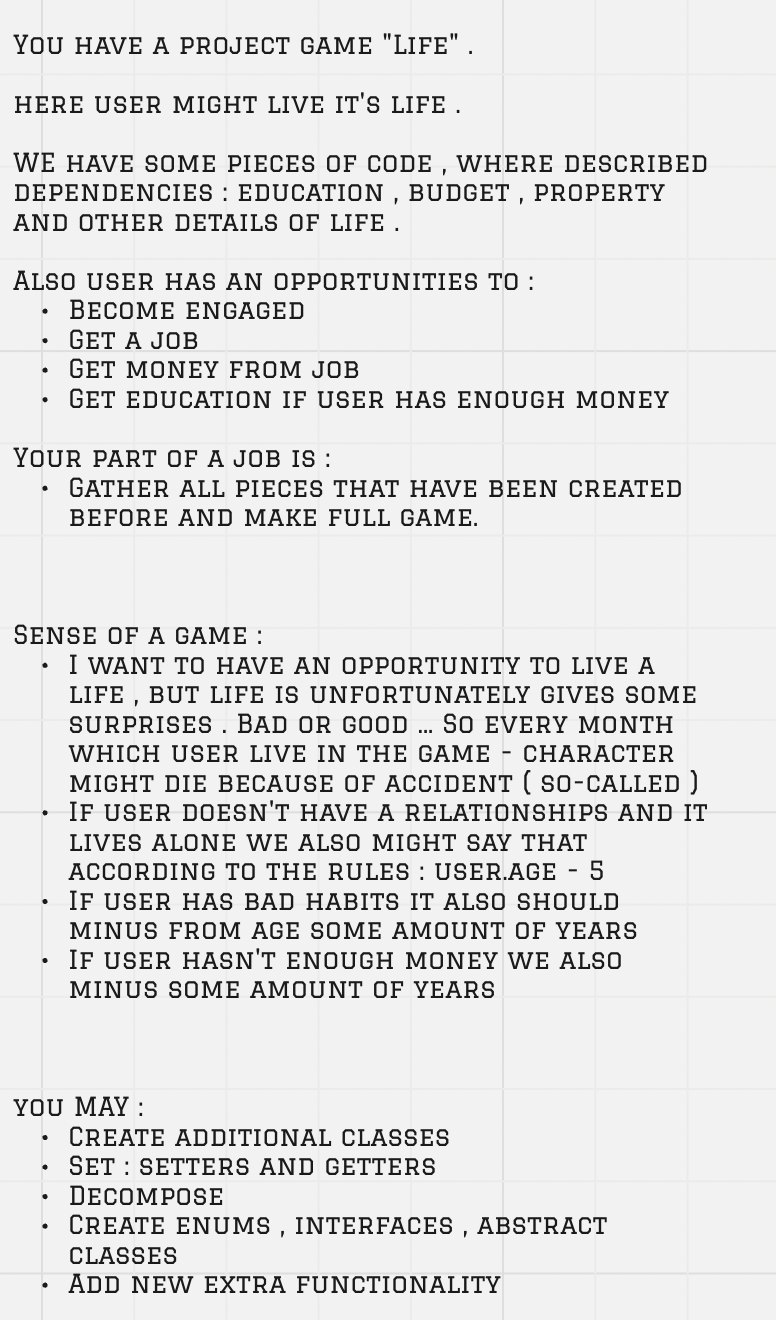 You have a project game "Life" .
here user might live it's life .
WE have some pieces of code , where described
dependencies : education , budget , property
and other details of life .
Also user has an opportunities to :
• Become engaged
• Get a job
• Get money from job
• Get education if user has enough money
Your part of a job is :
• Gather all pieces that have been created
before and make full game.
Sense of a game :
• I want to have an opportunity to live a
life , but life is unfortunately gives some
surprises . Bad or good ... So every month
which user live in the game - character
might die because of accident ( so-called )
• If user doesn't have a relationships and it
lives alone we also might say that
according to the rules : user.age - 5
• If user has bad habits it also should
minus from age some amount of years
• If user hasn't enough money we also
minus some amount of years
you MAY :
• Create additional classes
• Set : setters and getters
• Decompose
• Create enums , interfaces , abstract
classes
• Add new extra functionality